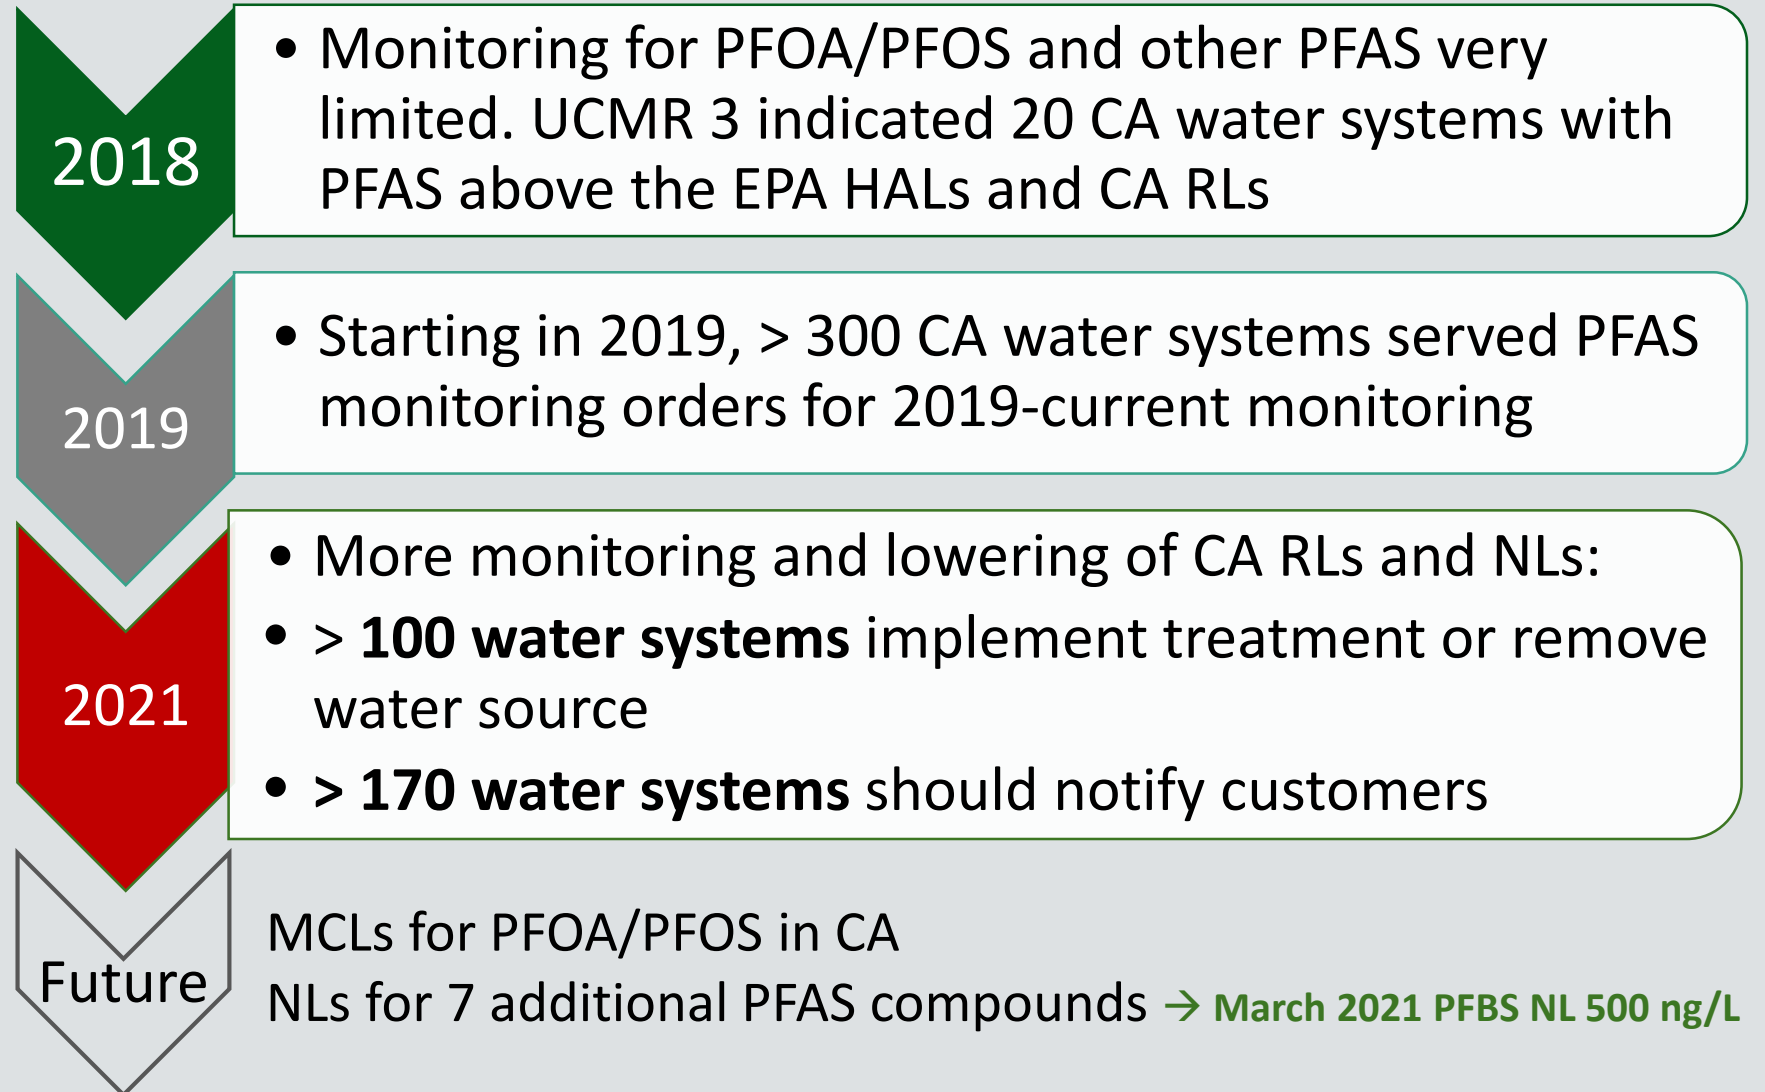 2018
• Monitoring for PFOA/PFOS and other PFAS very
limited. UCMR 3 indicated 20 CA water systems with
PFAS above the EPA HALs and CA RLs
2019
• Starting in 2019, > 300 CA water systems served PFAS
monitoring orders for 2019-current monitoring
2021
• More monitoring and lowering of CA RLs and NLs:
• > 100 water systems implement treatment or remove
water source
• > 170 water systems should notify customers
Future
MCLs for PFOA/PFOS in CA
NLs for 7 additional PFAS compounds → March 2021 PFBS NL 500 ng/L